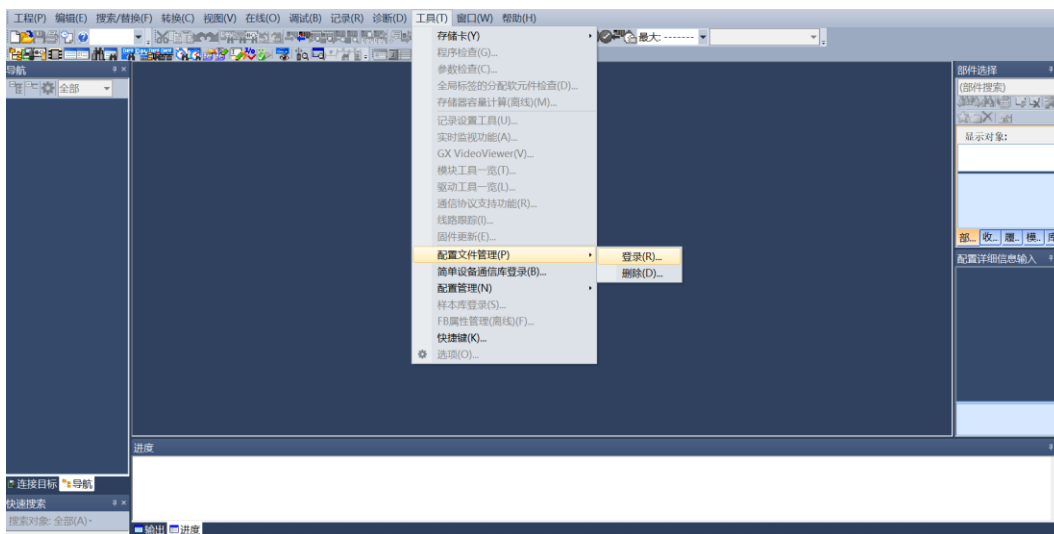 工程(P) 编辑(E) 搜索/替换(F) 转换(C) 视图(V) 在线(O) 调试(B) 记录(R) 诊断(D) 工具(T) 窗口(W) 帮助(H)
最大: -------
导航
全部
存储卡(Y)
程序检查(G)...
参数检查(C)...
全局标签的分配软元件检查(D)...
存储器容量计算(离线)(M)...
记录设置工具(U)...
实时监视功能(A)...
GX VideoViewer(V)...
模块工具一览(T)...
驱动工具一览(L)...
通信协议支持功能(R)...
线路跟踪(I)...
固件更新(E)...
配置文件管理(P)
登录(R)...
删除(D)...
简单设备通信库登录(B)...
配置管理(N)
样本库登录(S)...
FB属性管理(离线)(F)...
快捷键(K)...
选项(O)...
部件选择
(部件搜索)
显示对象:
部... 收... 履... 模... 库
配置详细信息输入
进度
连接目标 导航
快速搜索
搜索对象: 全部(A)
输出 进度